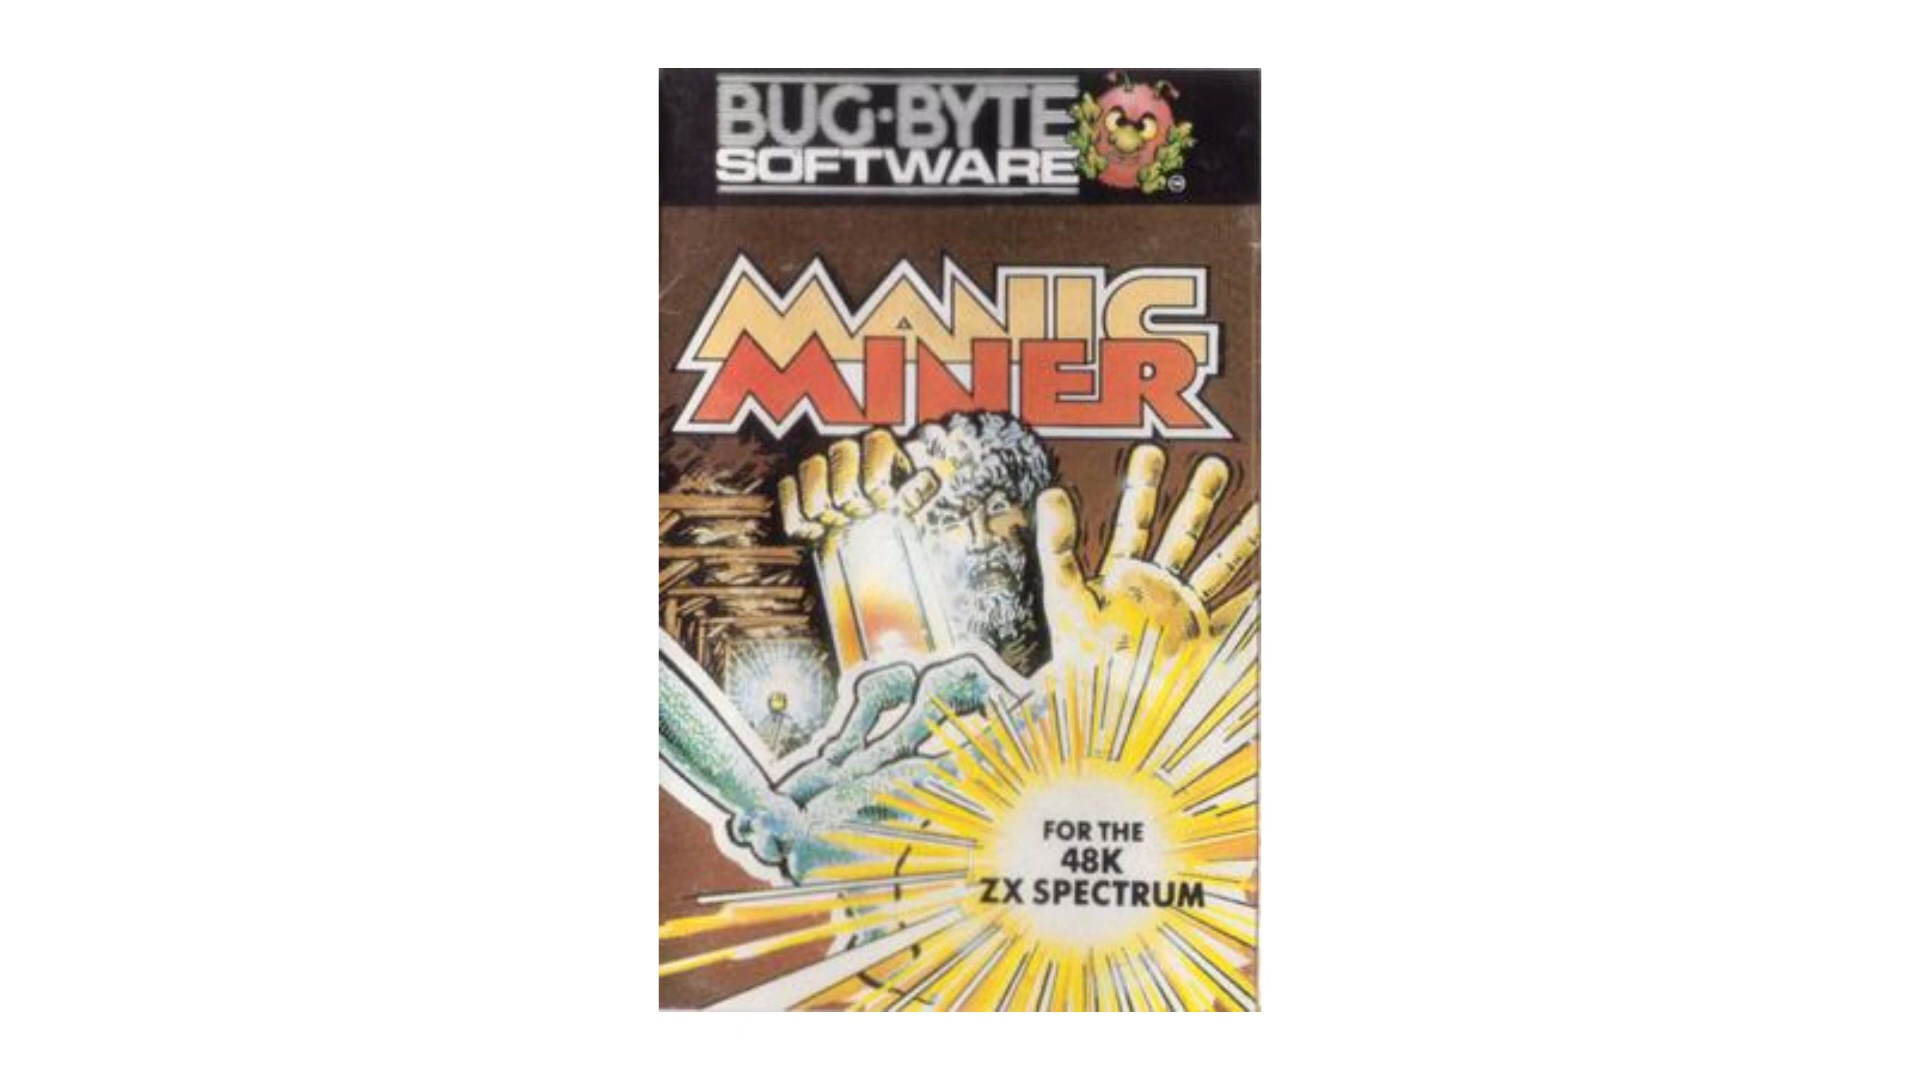 BUG·BYTE
SOFTWARE
MANIC
MINER
FOR THE
48K
ZX SPECTRUM